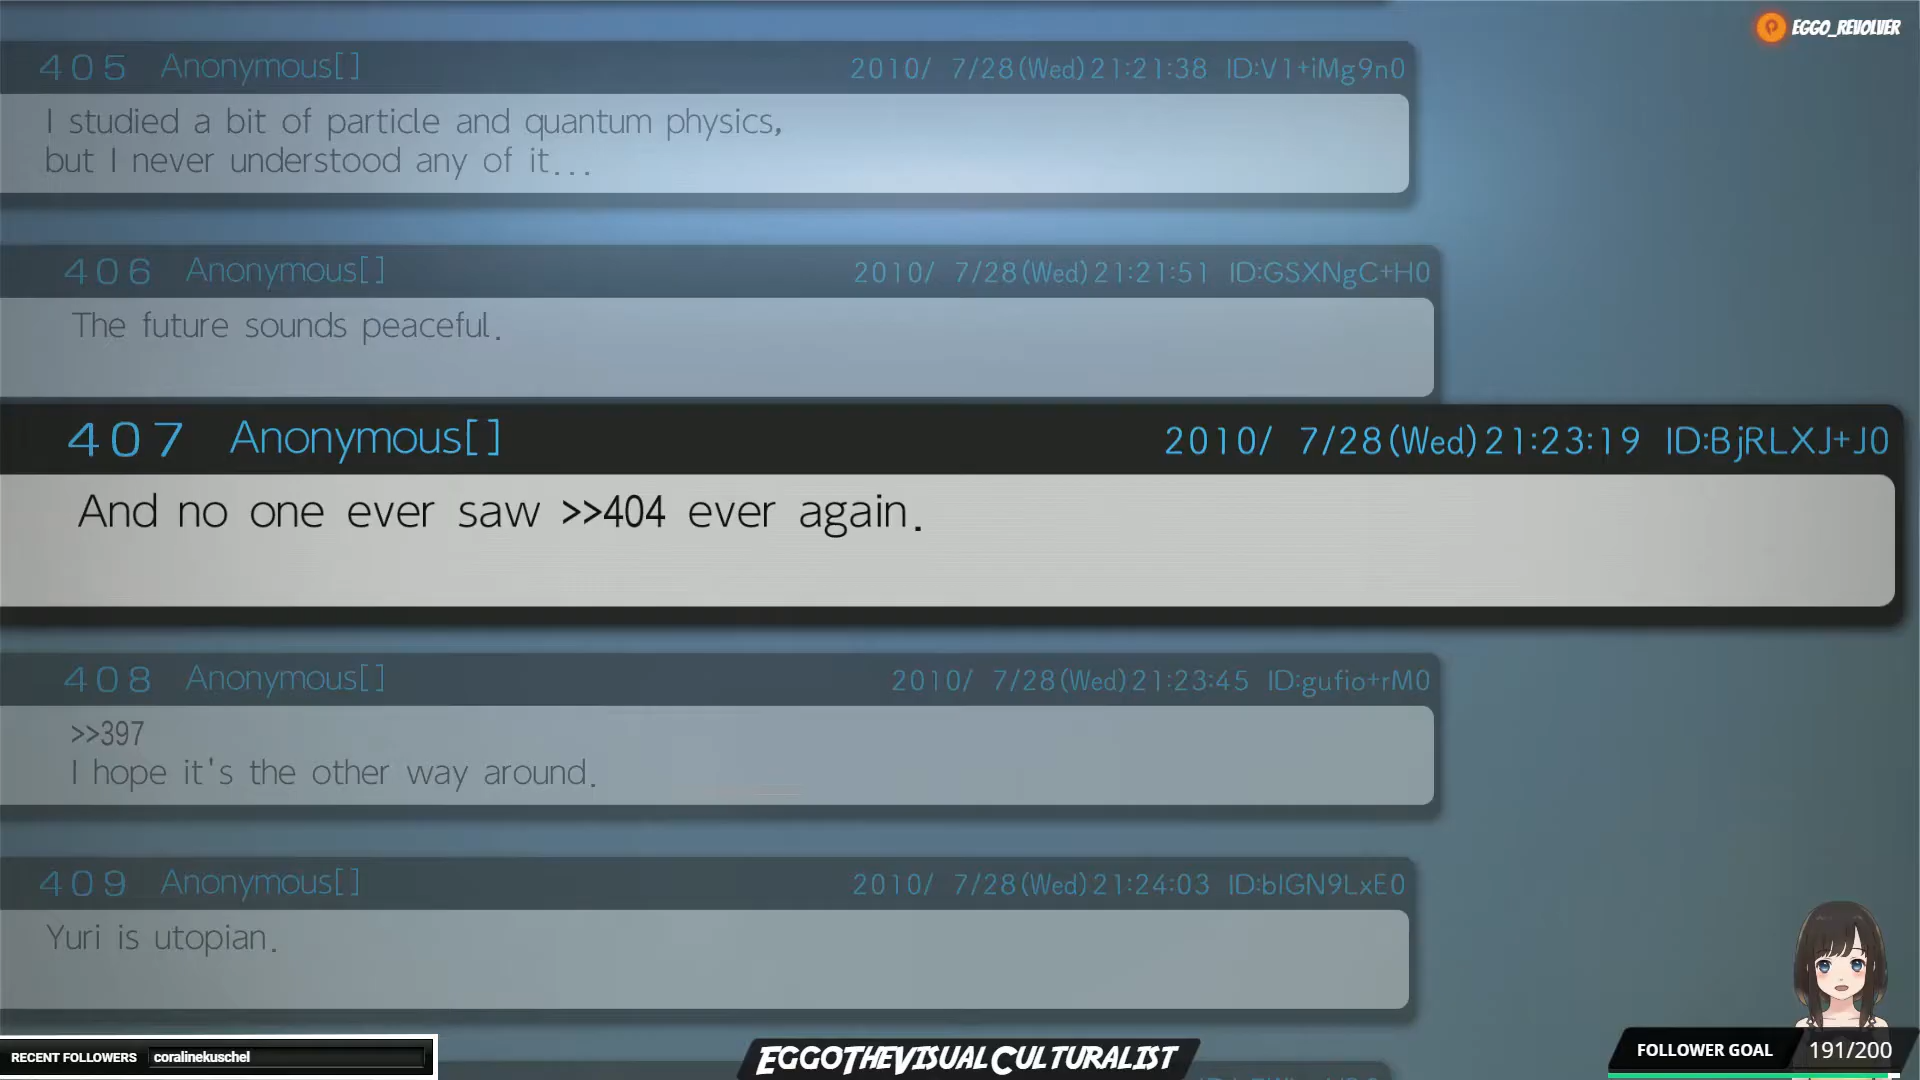 EGGO_REVOLVER
405 Anonymous[] 2010/ 7/28(Wed)21:21:38 ID:V1+iMg9n0
I studied a bit of particle and quantum physics,
but I never understood any of it...
406 Anonymous[] 2010/ 7/28(Wed)21:21:51 ID:GSXNgC+H0
The future sounds peaceful.
407 Anonymous[] 2010/ 7/28(Wed)21:23:19 ID:BjRLXJ+J0
And no one ever saw >>404 ever again.
408 Anonymous[] 2010/ 7/28(Wed)21:23:45 ID:gufio+rM0
>>397
I hope it's the other way around.
409 Anonymous[] 2010/ 7/28(Wed)21:24:03 ID:blGN9LxE0
Yuri is utopian.
RECENT FOLLOWERS coralinekuschel
EGGOTHEVISUALCULTURALIST
FOLLOWER GOAL 191/200